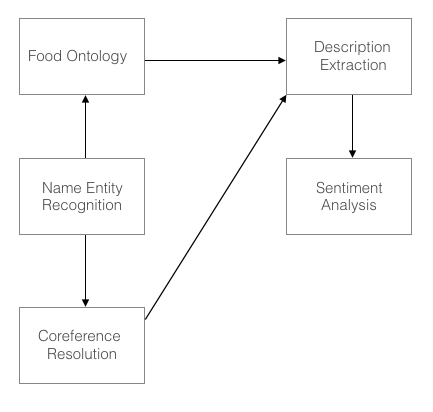 Food Ontology
Description
Extraction
Name Entity
Recognition
Sentiment
Analysis
Coreference
Resolution